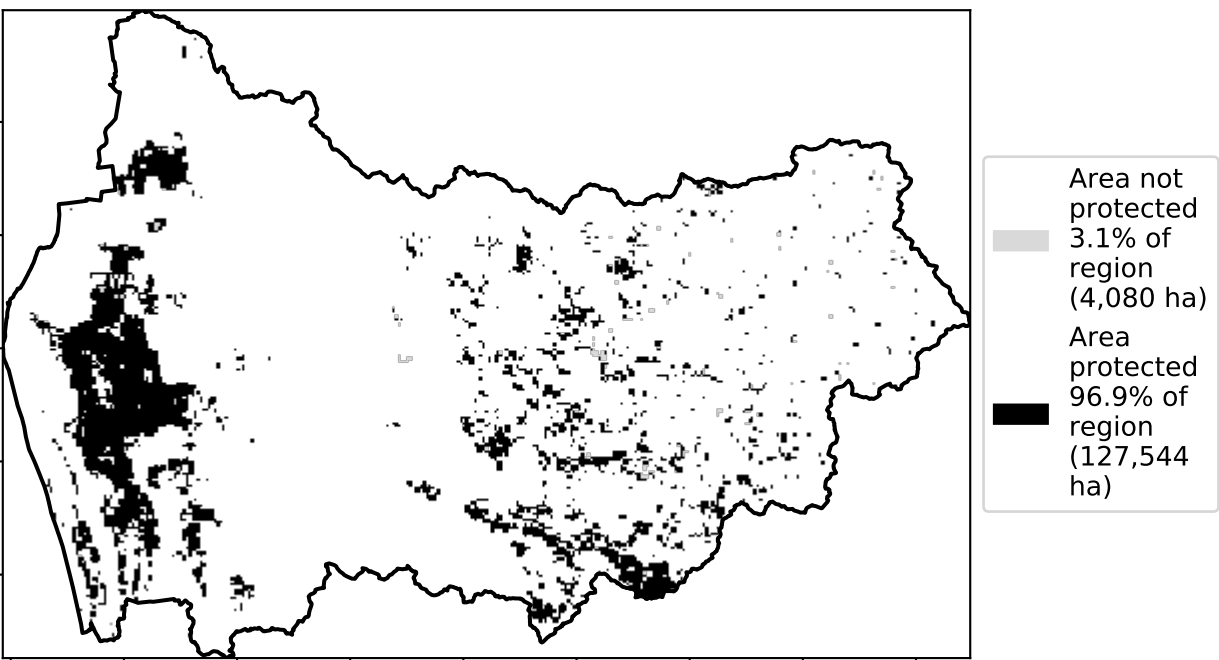 Area not
protected
3.1% of
region
(4,080 ha)
Area
protected
96.9% of
region
(127,544
ha)